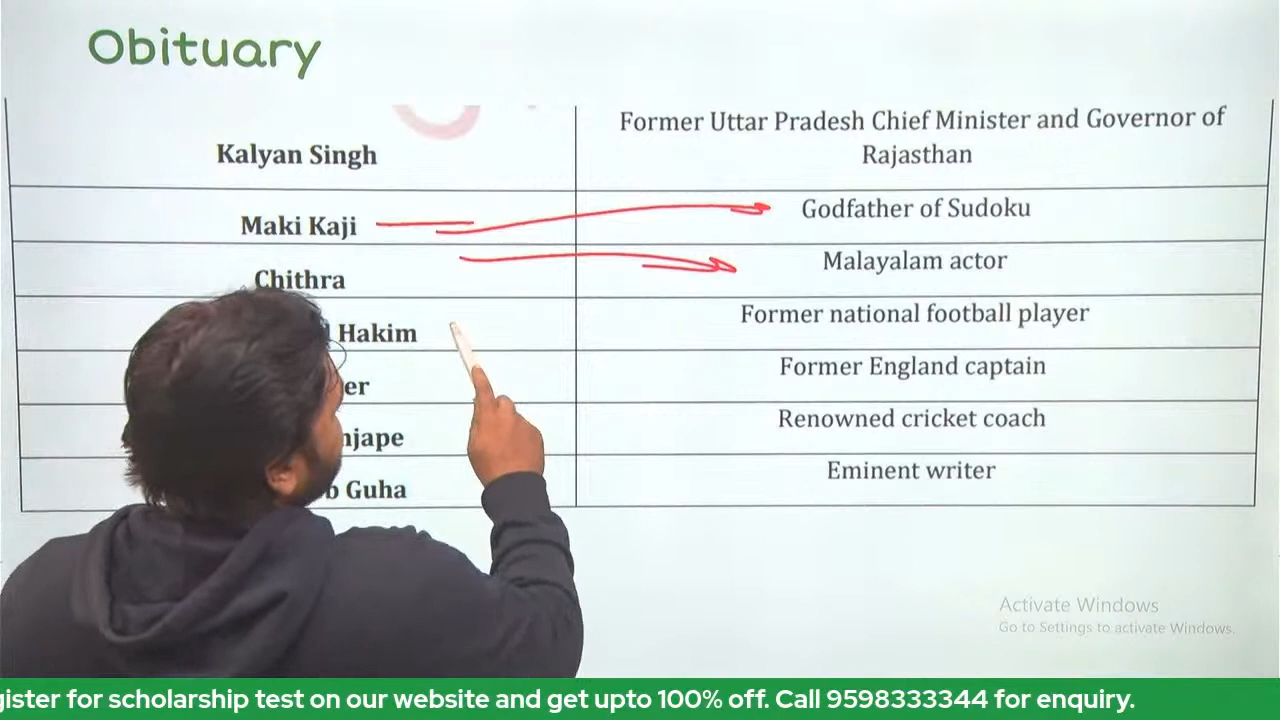 Obituary
Kalyan Singh
Former Uttar Pradesh Chief Minister and Governor of
Rajasthan
Maki Kaji
Godfather of Sudoku
Chithra
Malayalam actor
Hakim
Former national football player
er
Former England captain
njape
Renowned cricket coach
Guha
Eminent writer
Activate Windows
Go to Settings to activate Windows.
gister for scholarship test on our website and get upto 100% off. Call 9598333344 for enquiry.